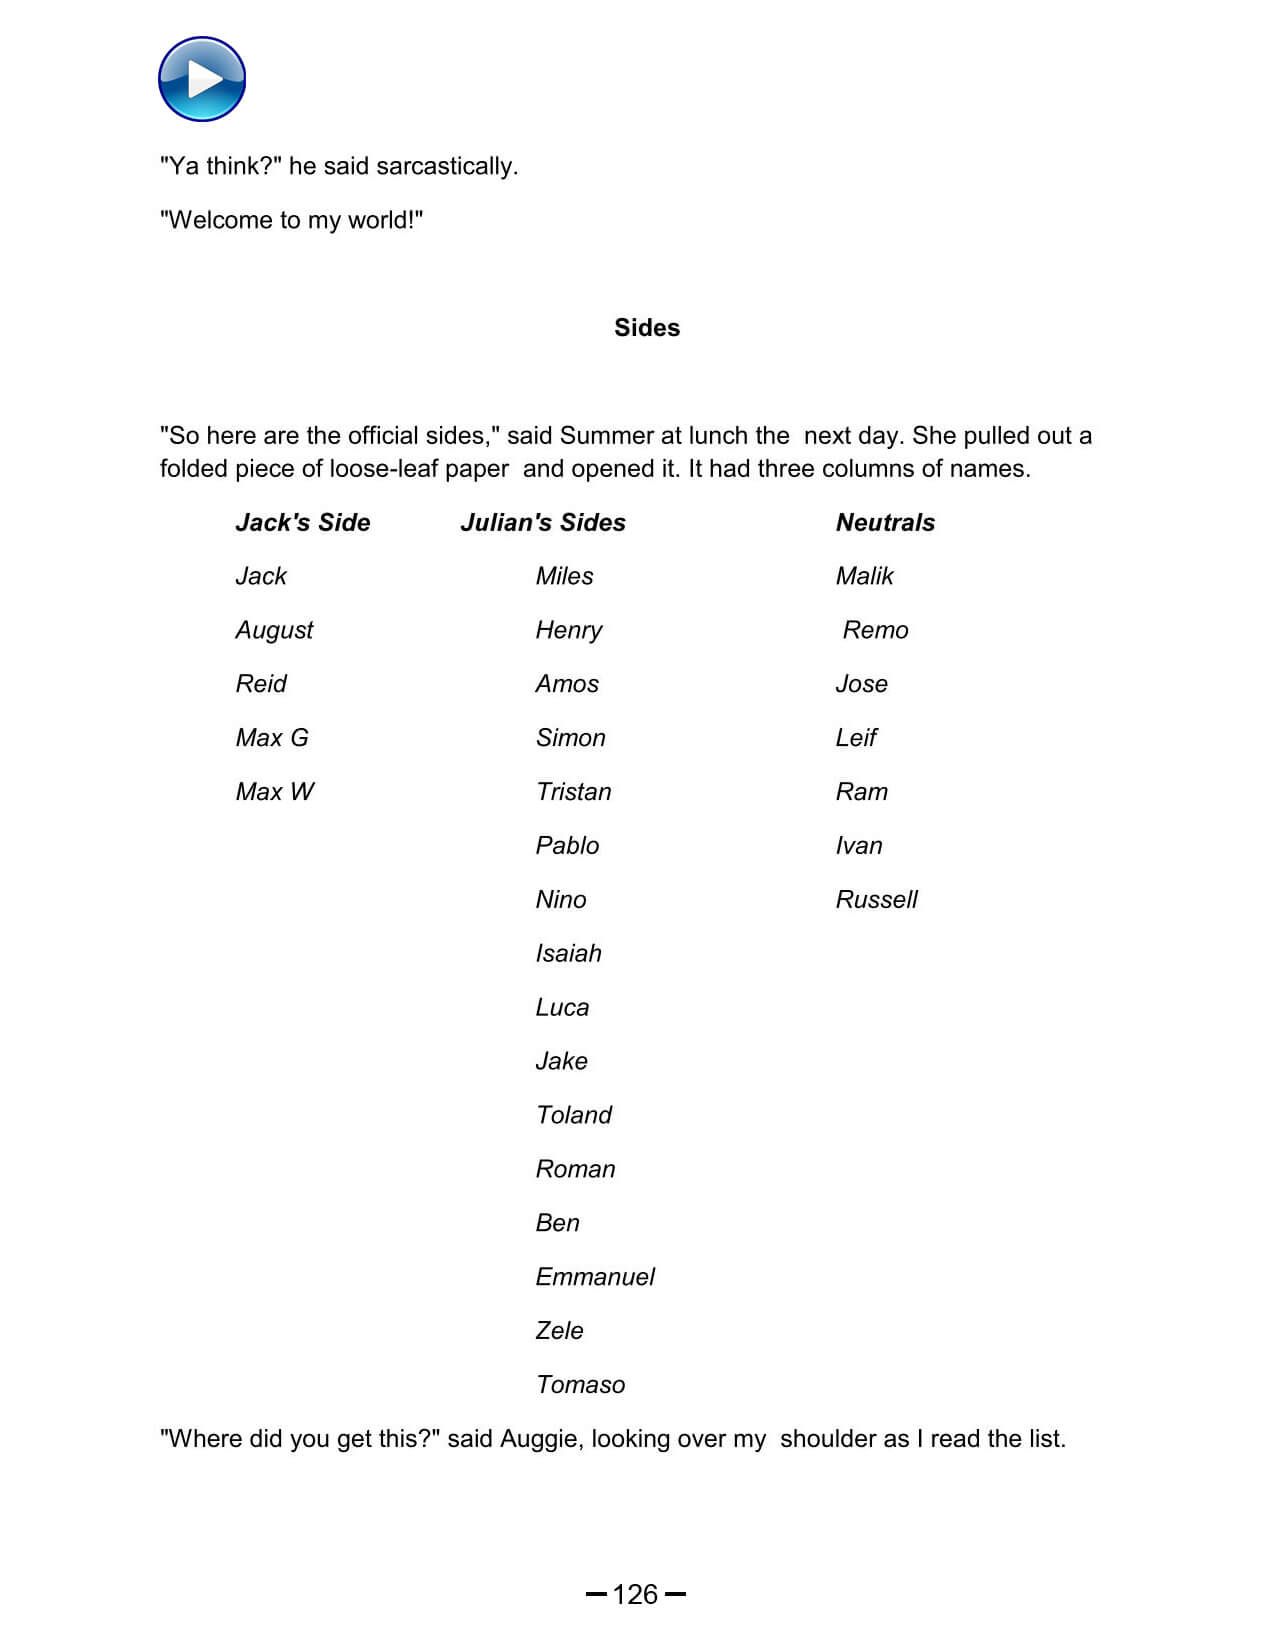 "Ya think?" he said sarcastically.
"Welcome to my world!"
Sides
"So here are the official sides," said Summer at lunch the  next day. She pulled out a
folded piece of loose-leaf paper  and opened it. It had three columns of names.
Jack's Side Julian's Sides Neutrals
Jack Miles Malik
August Henry Remo
Reid Amos Jose
Max G Simon Leif
Max W Tristan Ram
Pablo Ivan
Nino Russell
Isaiah
Luca
Jake
Toland
Roman
Ben
Emmanuel
Zele
Tomaso
"Where did you get this?" said Auggie, looking over my  shoulder as I read the list.
— 126 —